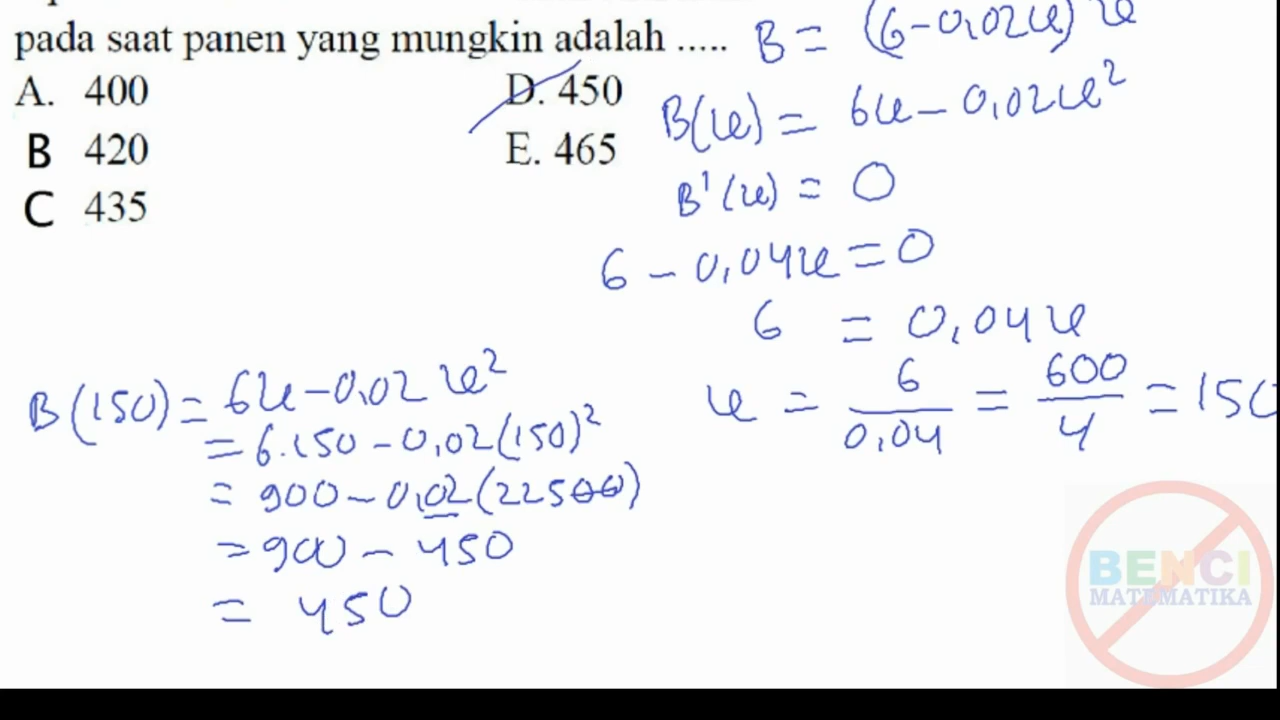 pada saat panen yang mungkin adalah .....
A. 400
D. 450
B 420
E. 465
C 435
B = (6-0,02u) u
B(u) = 6u - 0,02u²
B'(u) = 0
6 - 0,04u = 0
6 = 0,04u
u = 6/0,04 = 600/4 = 150
B(150) = 6u - 0,02 u²
= 6.150 - 0,02(150)²
= 900 - 0,02(22500)
= 900 - 450
= 450
BENCI
MATEMATIKA